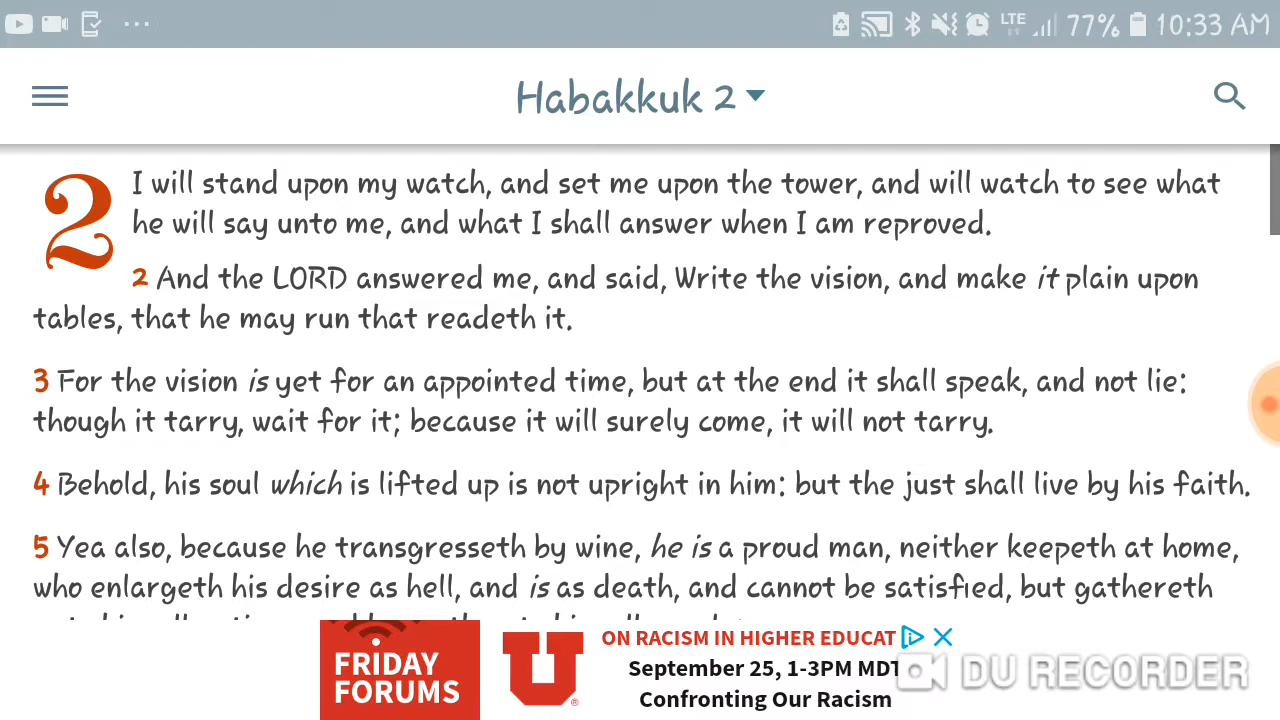 LTE 77% 10:33 AM
Habakkuk 2
2 I will stand upon my watch, and set me upon the tower, and will watch to see what
he will say unto me, and what I shall answer when I am reproved.
2 And the LORD answered me, and said, Write the vision, and make it plain upon
tables, that he may run that readeth it.
3 For the vision is yet for an appointed time, but at the end it shall speak, and not lie:
though it tarry, wait for it; because it will surely come, it will not tarry.
4 Behold, his soul which is lifted up is not upright in him: but the just shall live by his faith.
5 Yea also, because he transgresseth by wine, he is a proud man, neither keepeth at home,
who enlargeth his desire as hell, and is as death, and cannot be satisfied, but gathereth
FRIDAY
FORUMS
U
ON RACISM IN HIGHER EDUCAT
September 25, 1-3PM MDT
Confronting Our Racism
DU RECORDER